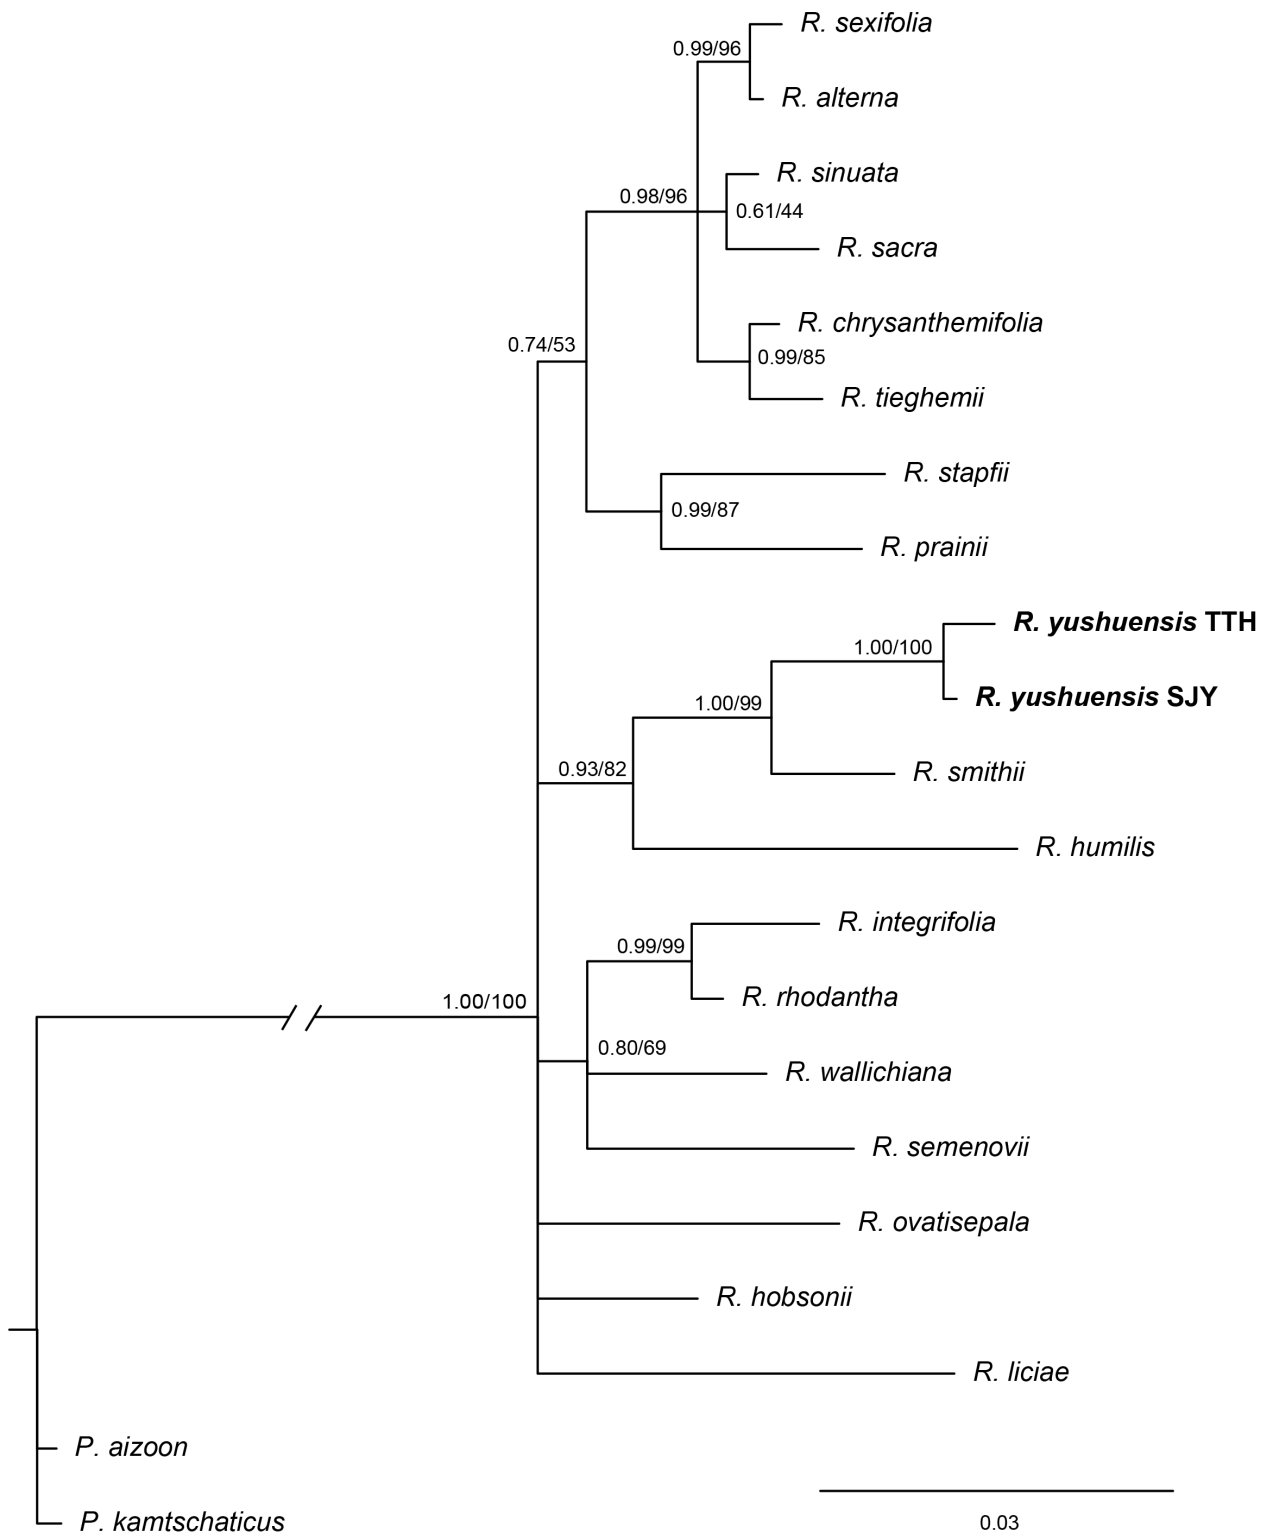 R. sexifolia
0.99/96
R. alterna
R. sinuata
0.98/96
0.61/44
R. sacra
R. chrysanthemifolia
0.74/53
0.99/85
R. tieghemii
R. stapfii
0.99/87
R. prainii
R. yushuensis TTH
1.00/100
R. yushuensis SJY
1.00/99
0.93/82
R. smithii
R. humilis
R. integrifolia
0.99/99
R. rhodantha
1.00/100
0.80/69
R. wallichiana
R. semenovii
R. ovatisepala
R. hobsonii
R. liciae
P. aizoon
P. kamtschaticus
0.03